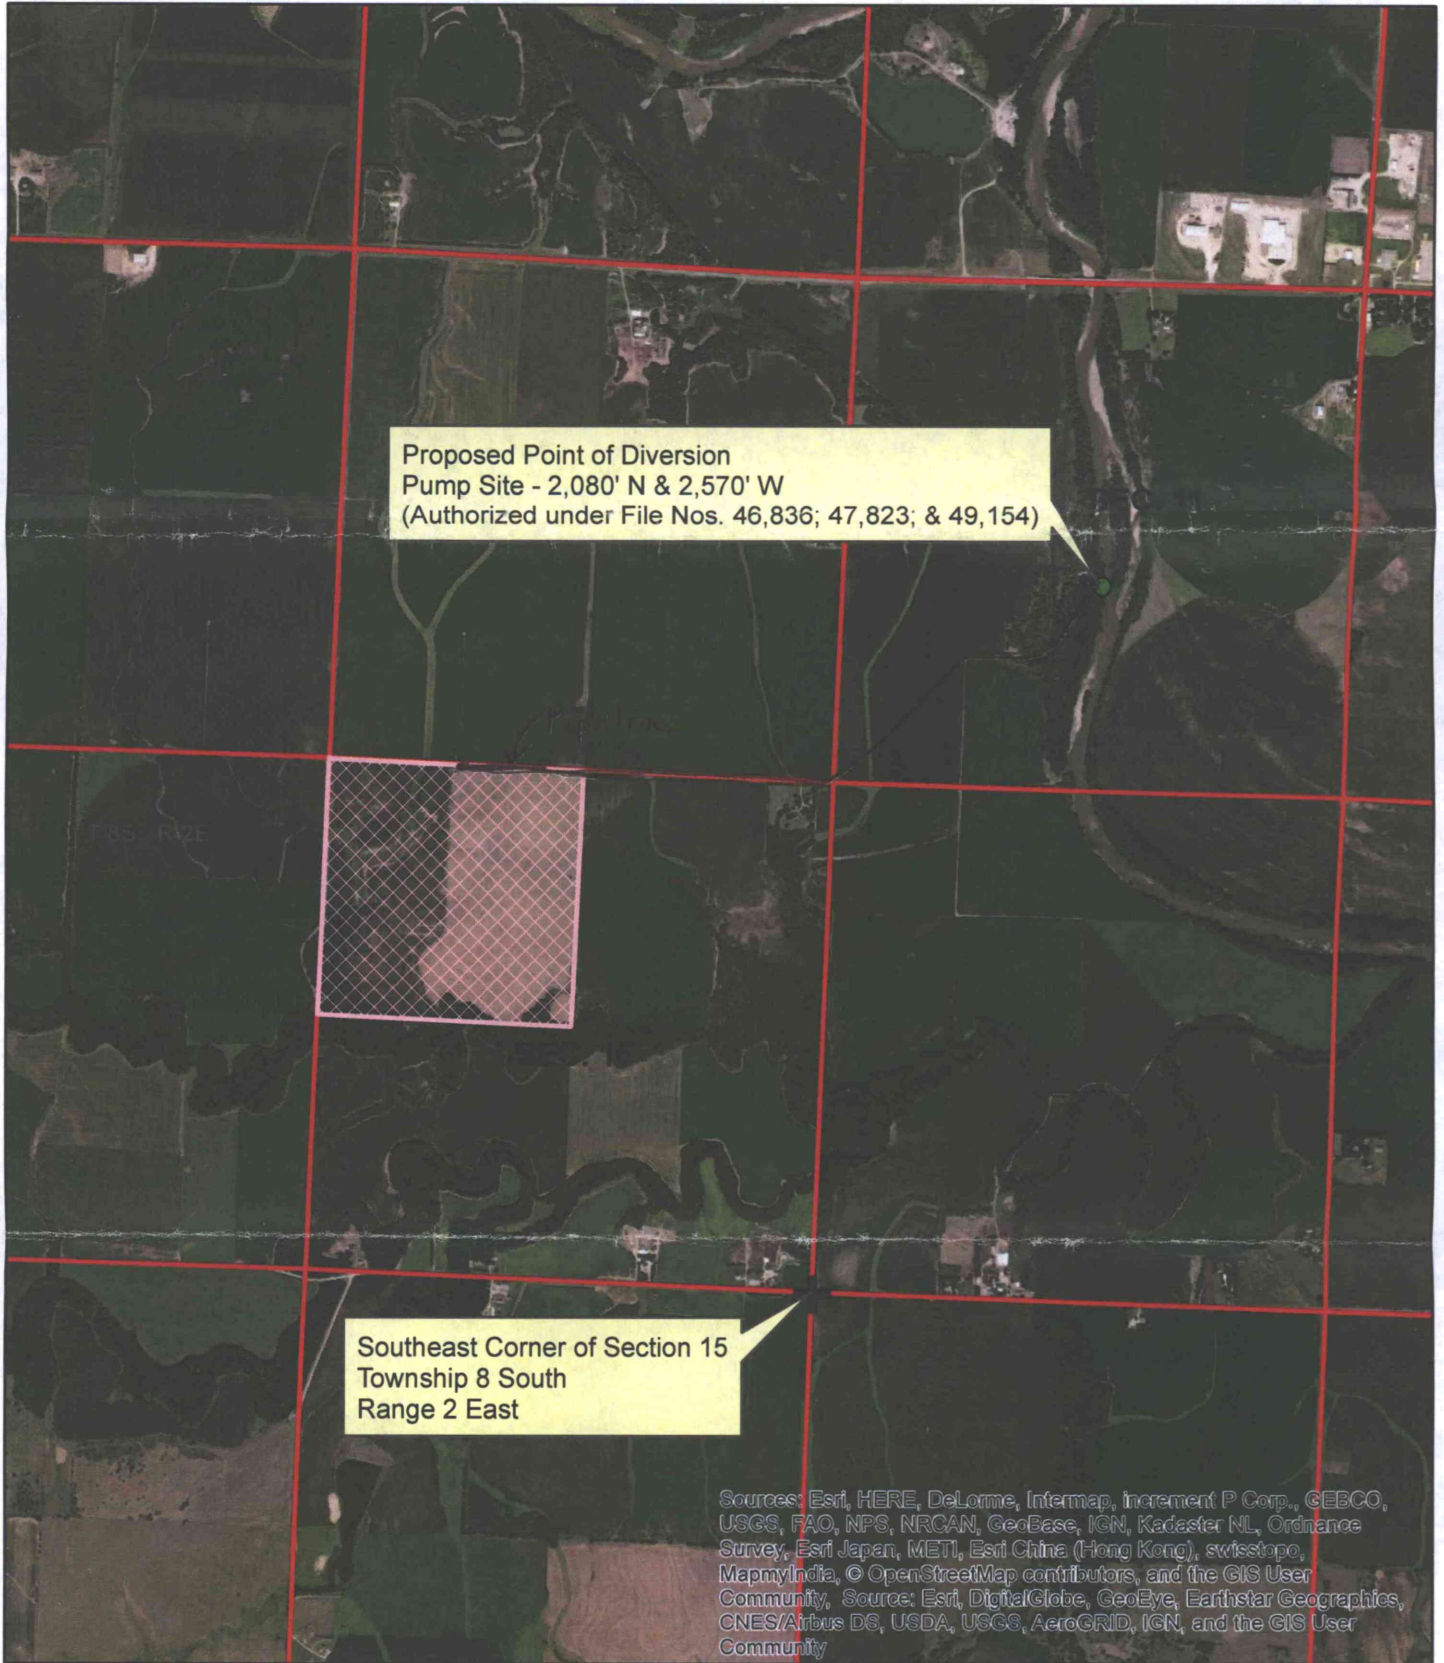 Proposed Point of Diversion
Pump Site - 2,080' N & 2,570' W
(Authorized under File Nos. 46,836; 47,823; & 49,154)
Pipeline
T8S R2E
Southeast Corner of Section 15
Township 8 South
Range 2 East
Sources: Esri, HERE, DeLorme, Intermap, increment P Corp., GEBCO,
USGS, FAO, NPS, NRCAN, GeoBase, IGN, Kadaster NL, Ordnance
Survey, Esri Japan, METI, Esri China (Hong Kong), swisstopo,
MapmyIndia, © OpenStreetMap contributors, and the GIS User
Community, Source: Esri, DigitalGlobe, GeoEye, Earthstar Geographics,
CNES/Airbus DS, USDA, USGS, AeroGRID, IGN, and the GIS User
Community